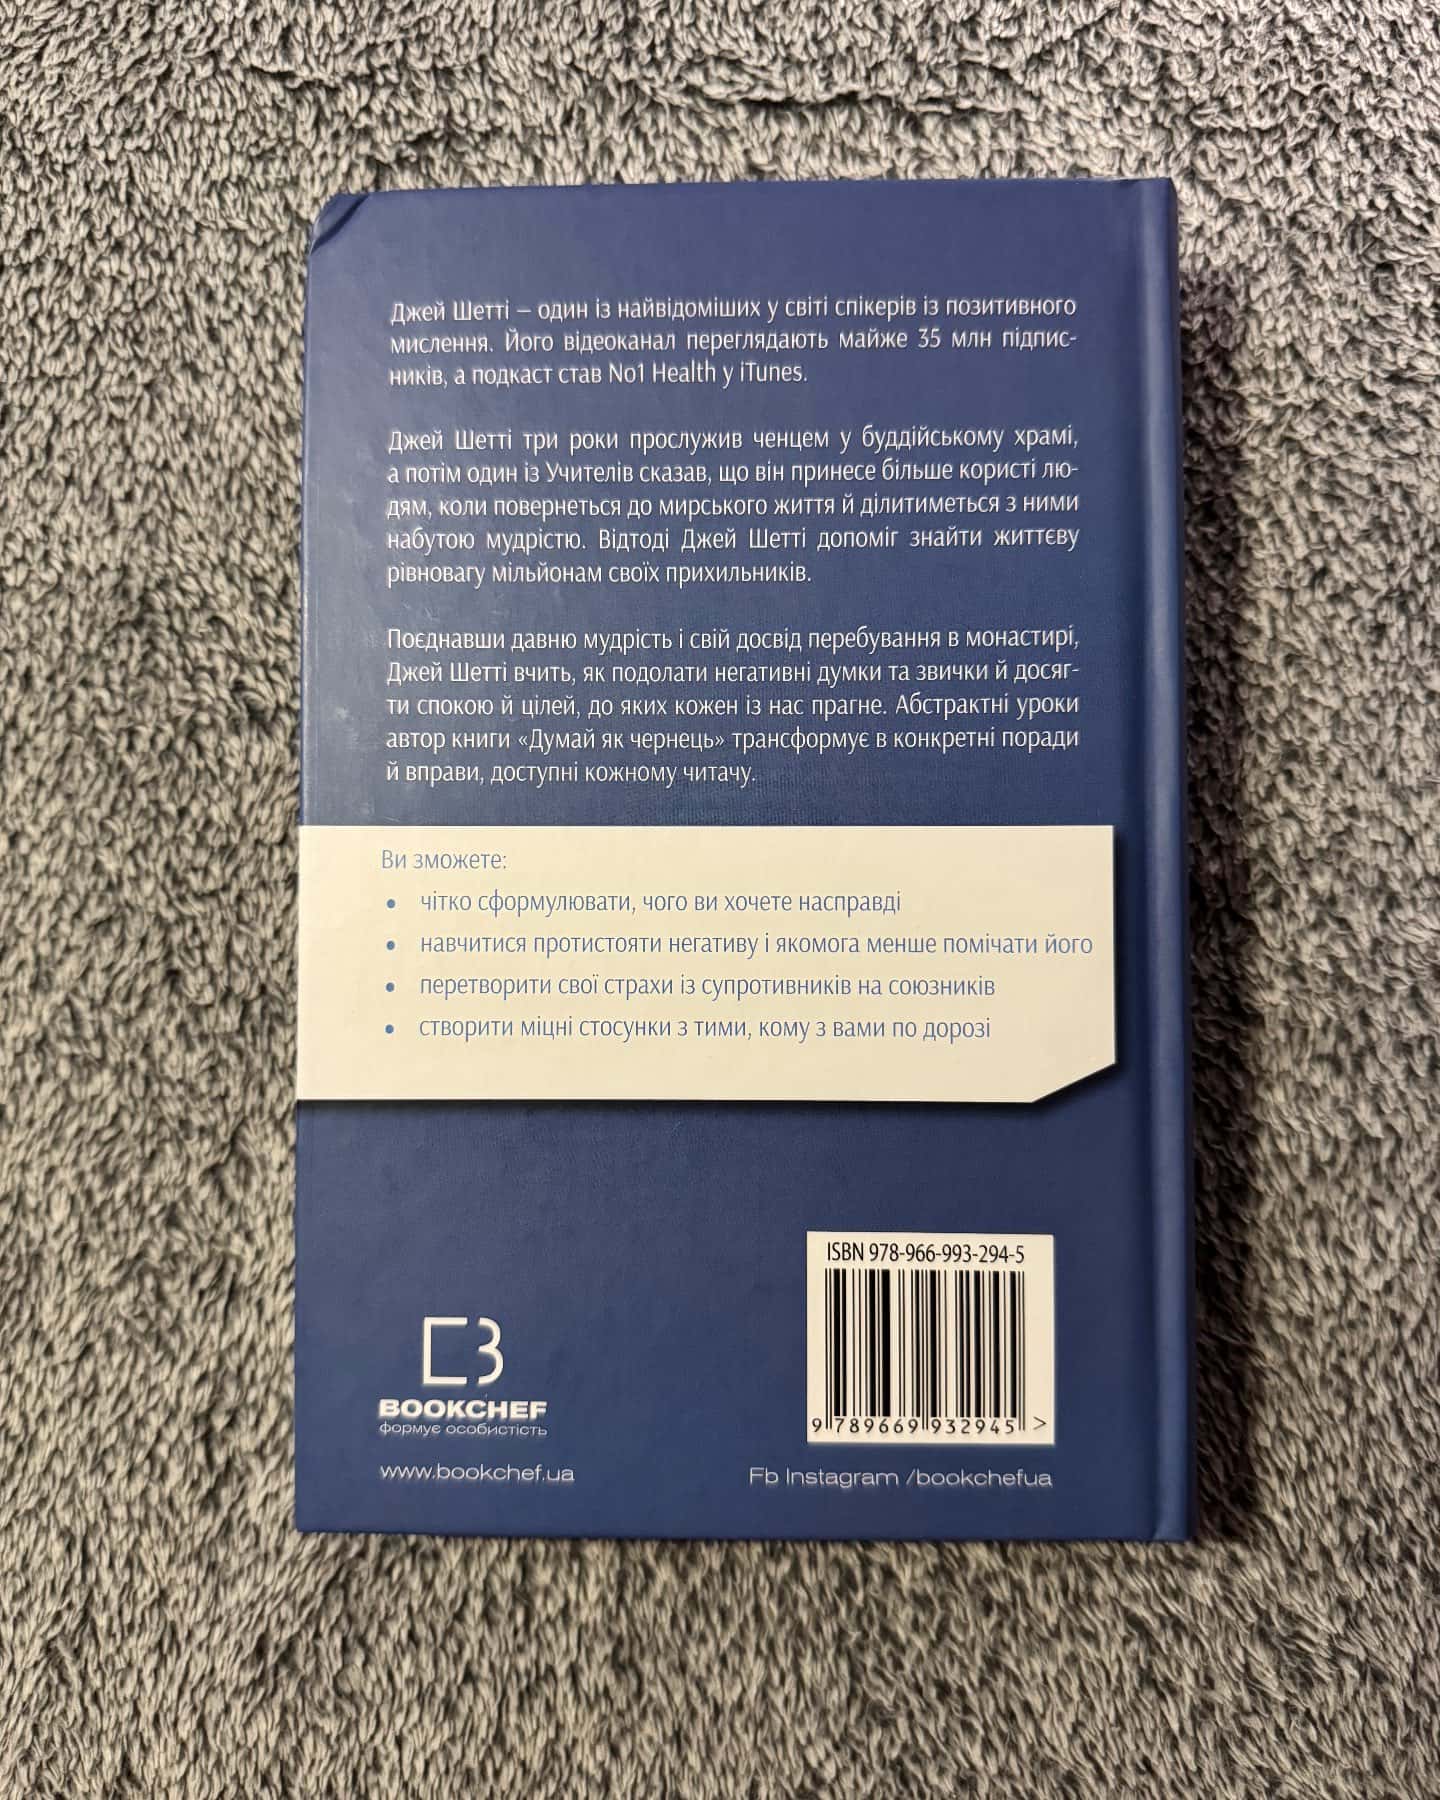 Джей Шетті – один із найвідоміших у світі спікерів із позитивного
мислення. Його відеоканал переглядають майже 35 млн підпис-
ників, а подкаст став No1 Health у iTunes.
Джей Шетті три роки прослужив ченцем у буддійському храмі,
а потім один із Учителів сказав, що він принесе більше користі лю-
дям, коли повернеться до мирського життя й ділитиметься з ними
набутою мудрістю. Відтоді Джей Шетті допоміг знайти життєву
рівновагу мільйонам своїх прихильників.
Поєднавши давню мудрість і свій досвід перебування в монастирі,
Джей Шетті вчить, як подолати негативні думки та звички й досяг-
ти спокою й цілей, до яких кожен із нас прагне. Абстрактні уроки
автор книги «Думай як чернець» трансформує в конкретні поради
й вправи, доступні кожному читачу.
Ви зможете:
• чітко сформулювати, чого ви хочете насправді
• навчитися протистояти негативу і якомога менше помічати його
• перетворити свої страхи із супротивників на союзників
• створити міцні стосунки з тими, кому з вами по дорозі
ISBN 978-966-993-294-5
9 789669 932945 >
BOOKCHEF
формує особистість
www.bookchef.ua
Fb Instagram /bookchefua